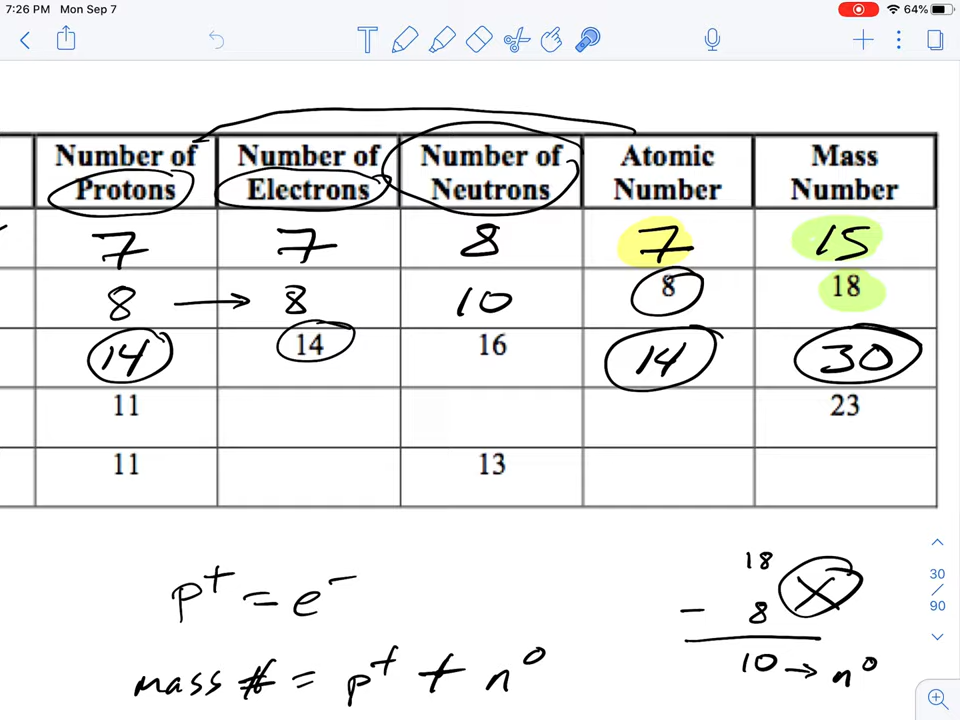 7:26 PM Mon Sep 7 64%
Number of Protons Number of Electrons Number of Neutrons Atomic Number Mass Number
7 7 8 7 15
8 → 8 10 8 18
14 14 16 14 30
11 23
11 13
p⁺ = e⁻
mass # = p⁺ + n⁰
18
− 8
10 → n⁰
X
30
/
90